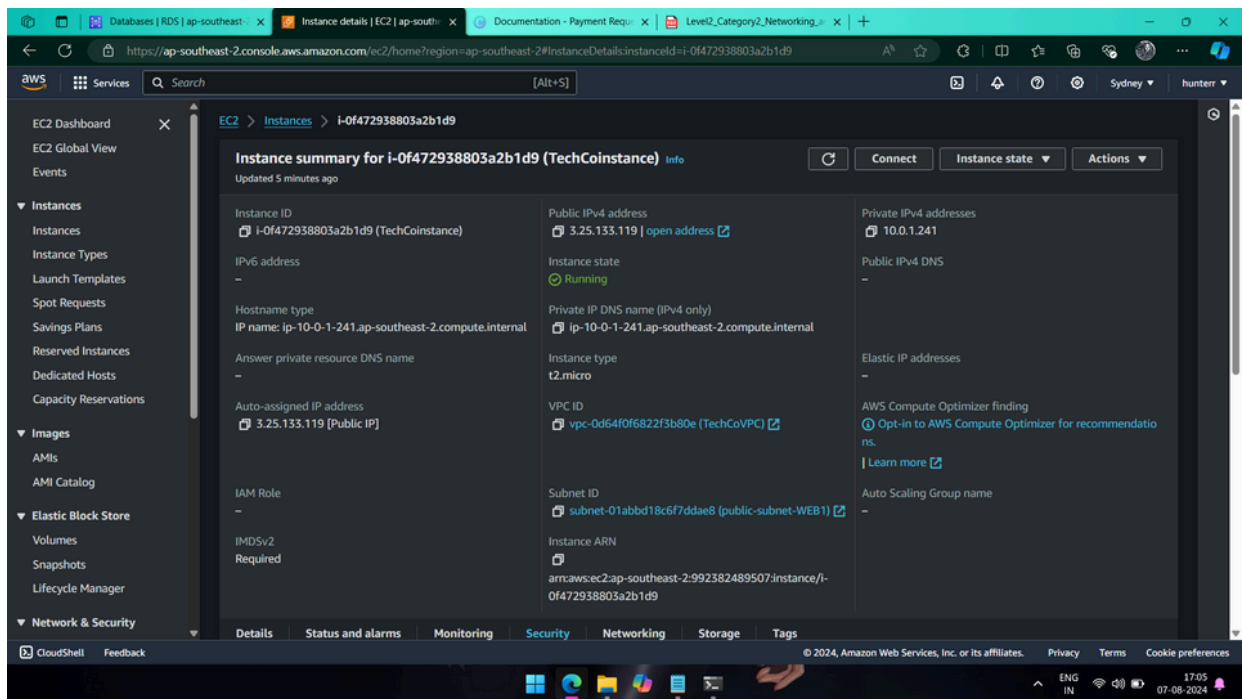 Databases | RDS | ap-southeast-
Instance details | EC2 | ap-southe
Documentation - Payment Requ
Level2_Category2_Networking_a
https://ap-southeast-2.console.aws.amazon.com/ec2/home?region=ap-southeast-2#InstanceDetails:instanceId=i-0f472938803a2b1d9
aws
Services
Search
[Alt+S]
Sydney
hunterr
EC2 Dashboard
EC2 Global View
Events
Instances
Instances
Instance Types
Launch Templates
Spot Requests
Savings Plans
Reserved Instances
Dedicated Hosts
Capacity Reservations
Images
AMIs
AMI Catalog
Elastic Block Store
Volumes
Snapshots
Lifecycle Manager
Network & Security
EC2 > Instances > i-0f472938803a2b1d9
Instance summary for i-0f472938803a2b1d9 (TechCoinstance) Info
Updated 5 minutes ago
Connect
Instance state
Actions
Instance ID
i-0f472938803a2b1d9 (TechCoinstance)
Public IPv4 address
3.25.133.119 | open address
Private IPv4 addresses
10.0.1.241
IPv6 address
–
Instance state
Running
Public IPv4 DNS
–
Hostname type
IP name: ip-10-0-1-241.ap-southeast-2.compute.internal
Private IP DNS name (IPv4 only)
ip-10-0-1-241.ap-southeast-2.compute.internal
Answer private resource DNS name
–
Instance type
t2.micro
Elastic IP addresses
–
Auto-assigned IP address
3.25.133.119 [Public IP]
VPC ID
vpc-0d64f0f6822f3b80e (TechCoVPC)
AWS Compute Optimizer finding
Opt-in to AWS Compute Optimizer for recommendatio
ns.
| Learn more
IAM Role
–
Subnet ID
subnet-01abbd18c6f7ddae8 (public-subnet-WEB1)
Auto Scaling Group name
–
IMDSv2
Required
Instance ARN
arn:aws:ec2:ap-southeast-2:992382489507:instance/i-
0f472938803a2b1d9
Details
Status and alarms
Monitoring
Security
Networking
Storage
Tags
CloudShell
Feedback
© 2024, Amazon Web Services, Inc. or its affiliates.
Privacy
Terms
Cookie preferences
ENG
IN
17:05
07-08-2024